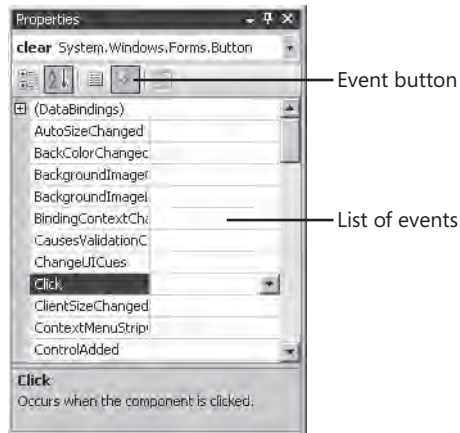 Properties
clear System.Windows.Forms.Button
Event button
(DataBindings)
AutoSizeChanged
BackColorChangec
BackgroundImage
BackgroundImageL
BindingContextCha
List of events
CausesValidationC
ChangeUICues
Click
ClientSizeChanged
ContextMenuStrip
ControlAdded
Click
Occurs when the component is clicked.